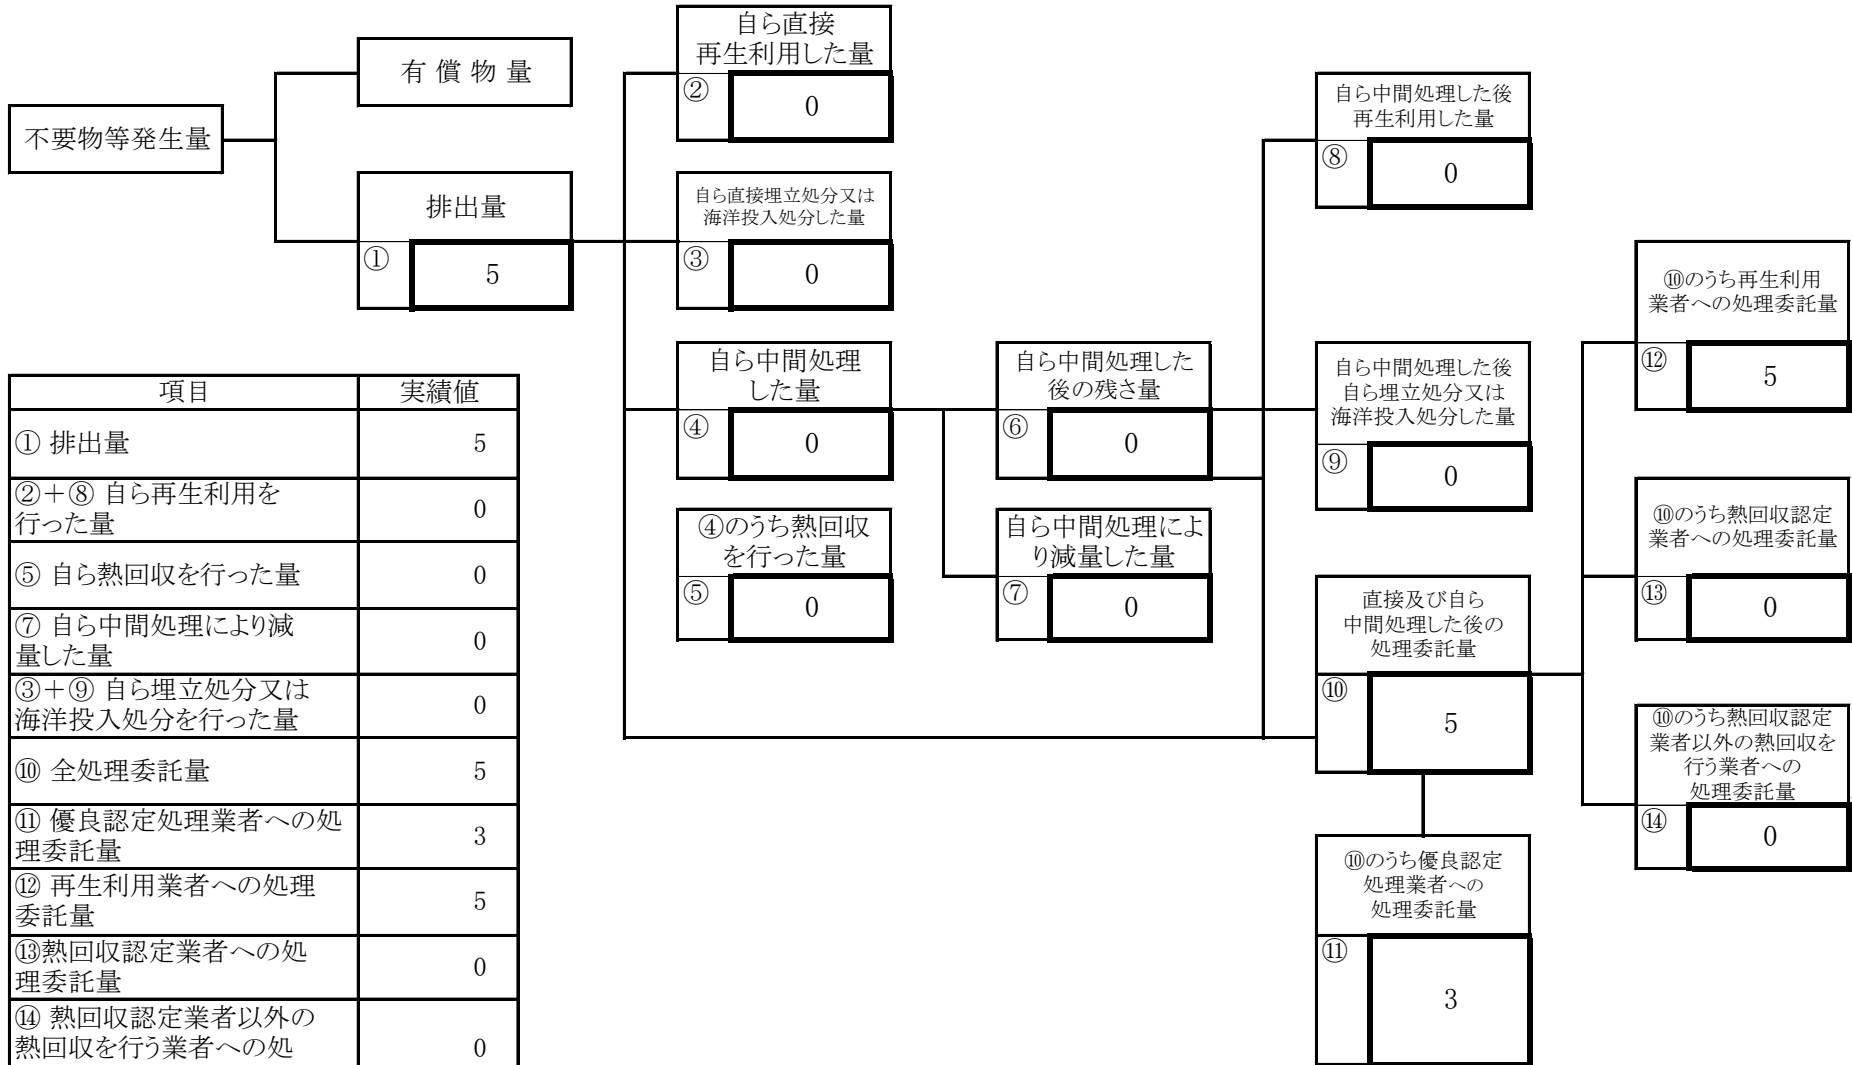 不要物等発生量
有 償 物 量
排出量
①
5
自ら直接
再生利用した量
②
0
自ら直接埋立処分又は
海洋投入処分した量
③
0
自ら中間処理
した量
④
0
④のうち熱回収
を行った量
⑤
0
自ら中間処理した
後の残さ量
⑥
0
自ら中間処理によ
り減量した量
⑦
0
自ら中間処理した後
再生利用した量
⑧
0
自ら中間処理した後
自ら埋立処分又は
海洋投入処分した量
⑨
0
直接及び自ら
中間処理した後の
処理委託量
⑩
5
⑩のうち優良認定
処理業者への
処理委託量
⑪
3
⑩のうち再生利用
業者への処理委託量
⑫
5
⑩のうち熱回収認定
業者への処理委託量
⑬
0
⑩のうち熱回収認定
業者以外の熱回収を
行う業者への
処理委託量
⑭
0
項目 実績値
① 排出量 5
②+⑧ 自ら再生利用を
行った量 0
⑤ 自ら熱回収を行った量 0
⑦ 自ら中間処理により減
量した量 0
③+⑨ 自ら埋立処分又は
海洋投入処分を行った量 0
⑩ 全処理委託量 5
⑪ 優良認定処理業者への処
理委託量 3
⑫ 再生利用業者への処理
委託量 5
⑬熱回収認定業者への処
理委託量 0
⑭ 熱回収認定業者以外の
熱回収を行う業者への処 0